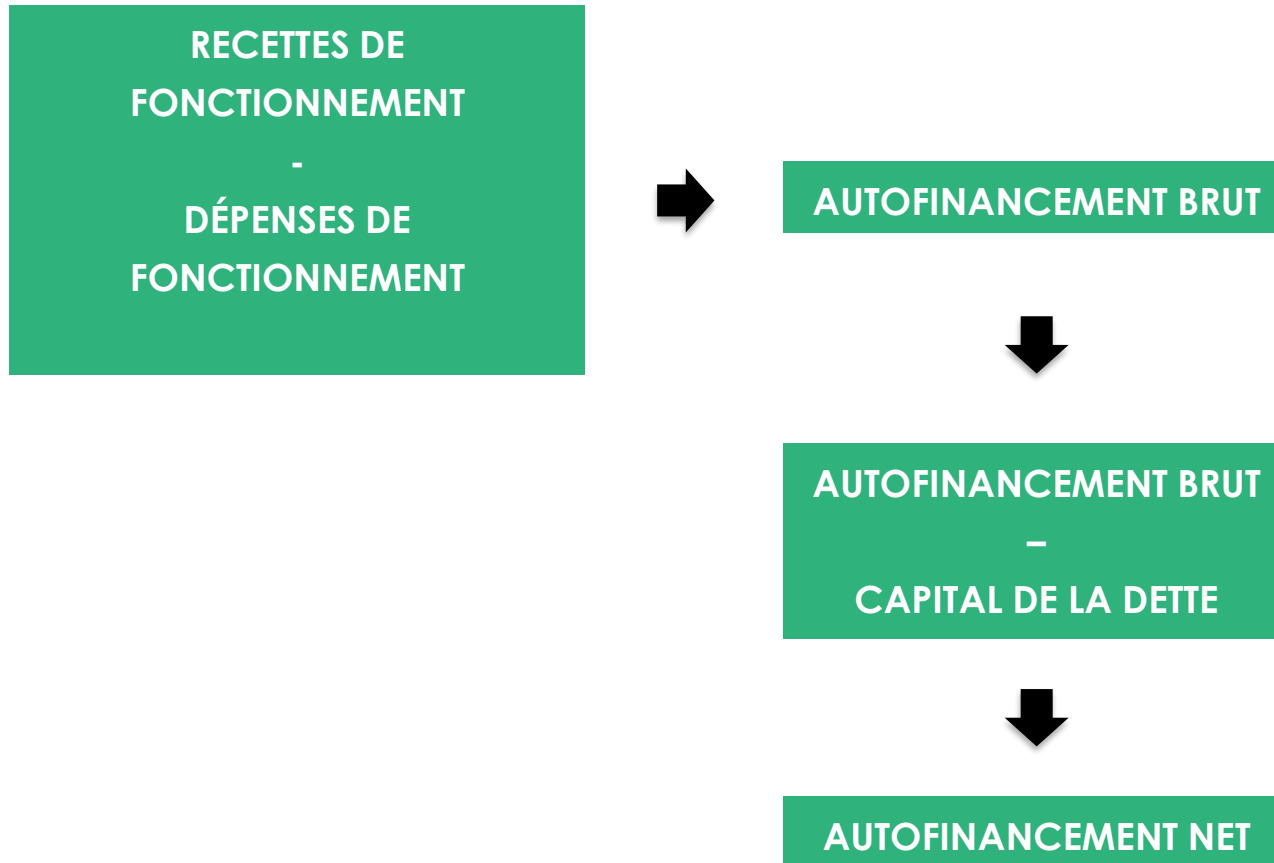 RECETTES DE
FONCTIONNEMENT
-
DÉPENSES DE
FONCTIONNEMENT
AUTOFINANCEMENT BRUT
AUTOFINANCEMENT BRUT
–
CAPITAL DE LA DETTE
AUTOFINANCEMENT NET